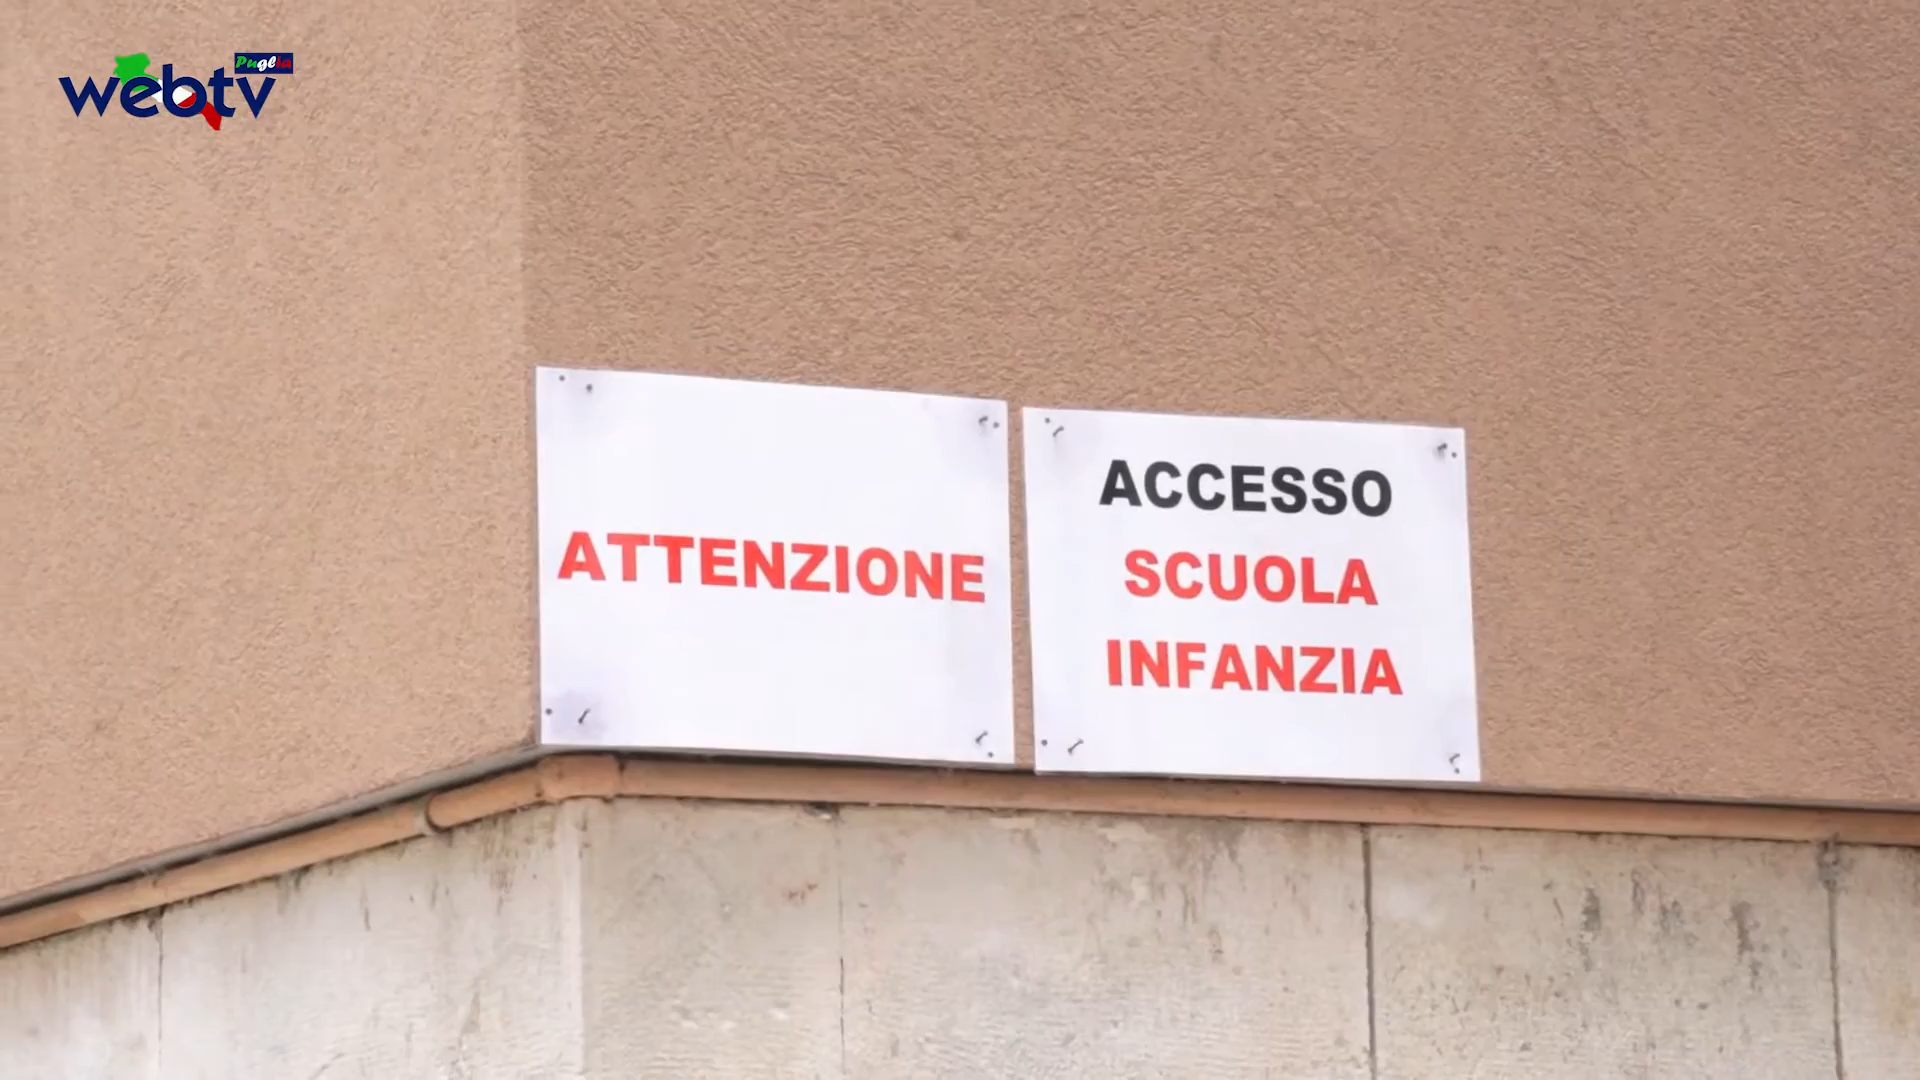 Puglia
webtv
ATTENZIONE
ACCESSO
SCUOLA
INFANZIA